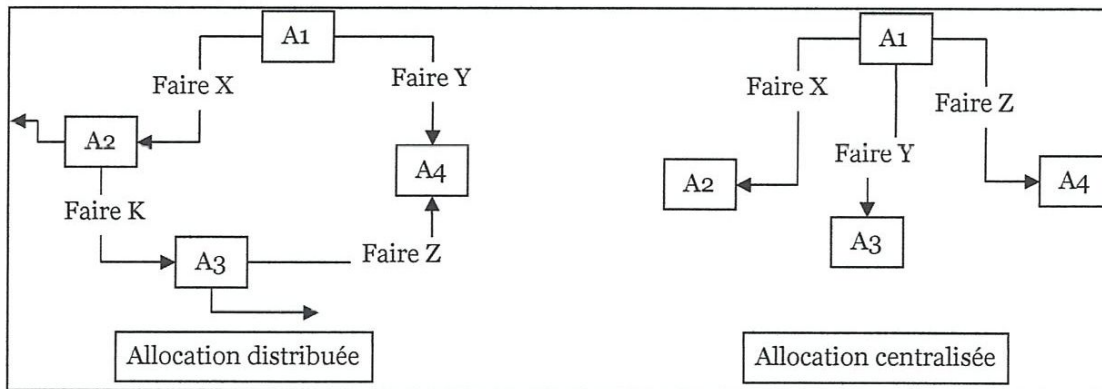 A1
Faire X
Faire Y
A2
A4
Faire K
A3
Faire Z
Allocation distribuée
A1
Faire X
Faire Z
Faire Y
A2
A4
A3
Allocation centralisée